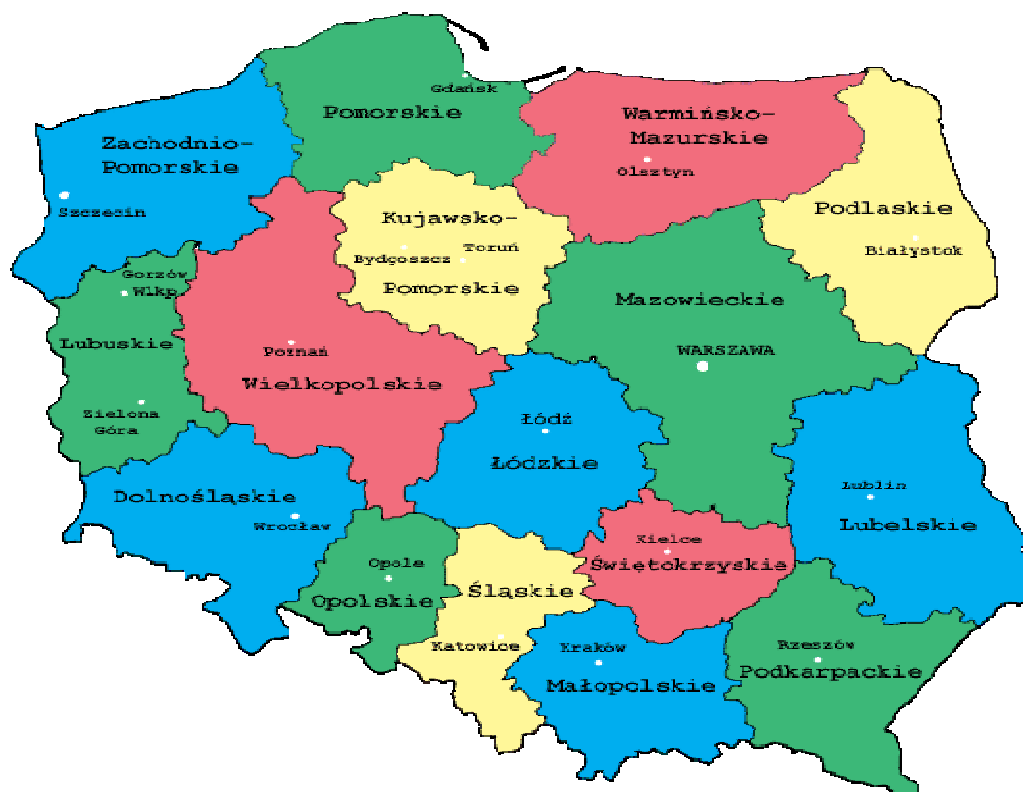 Gdańsk
Pomorskie
Zachodnio-
Pomorskie
Szczecin
Warmińsko-
Mazurskie
Olsztyn
Podlaskie
Białystok
Kujawsko-
Toruń
Bydgoszcz
Pomorskie
Gorzów
Wlkp
Lubuskie
Zielona
Góra
Poznań
Wielkopolskie
Mazowieckie
WARSZAWA
Łódź
Łódzkie
Dolnośląskie
Wrocław
Lublin
Lubelskie
Kielce
Świętokrzyskie
Opole
Opolskie
Śląskie
Katowice
Kraków
Małopolskie
Rzeszów
Podkarpackie